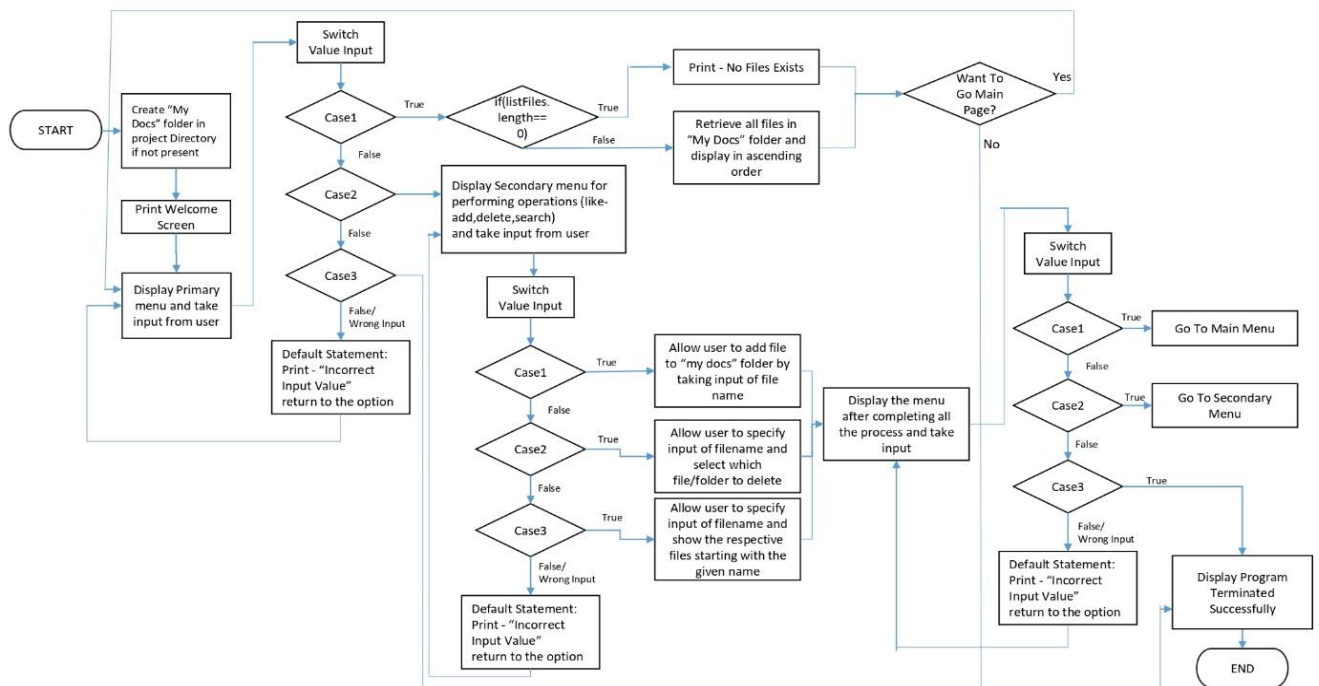 START
Create "My
Docs" folder in
project Directory
if not present
Print Welcome
Screen
Display Primary
menu and take
input from user
Switch
Value Input
Case1
True
False
Case2
False
Case3
False/
Wrong Input
Default Statement:
Print - "Incorrect
Input Value"
return to the option
If(listFiles.
length==
0)
True
False
Print - No Files Exists
Retrieve all files in
"My Docs" folder and
display in ascending
order
Want To
Go Main
Page?
Yes
No
Display Secondary menu for
performing operations (like-
add,delete,search)
and take input from user
Switch
Value Input
Case1
True
False
Case2
True
False
Case3
True
False/
Wrong Input
Default Statement:
Print - "Incorrect
Input Value"
return to the option
Allow user to add file
to "my docs" folder by
taking input of file
name
Allow user to specify
input of filename and
select which
file/folder to delete
Allow user to specify
input of filename and
show the respective
files starting with the
given name
Display the menu
after completing all
the process and take
input
Switch
Value Input
Case1
True
Go To Main Menu
False
Case2
True
Go To Secondary
Menu
False
Case3
True
False/
Wrong Input
Default Statement:
Print - "Incorrect
Input Value"
return to the option
Display Program
Terminated
Successfully
END